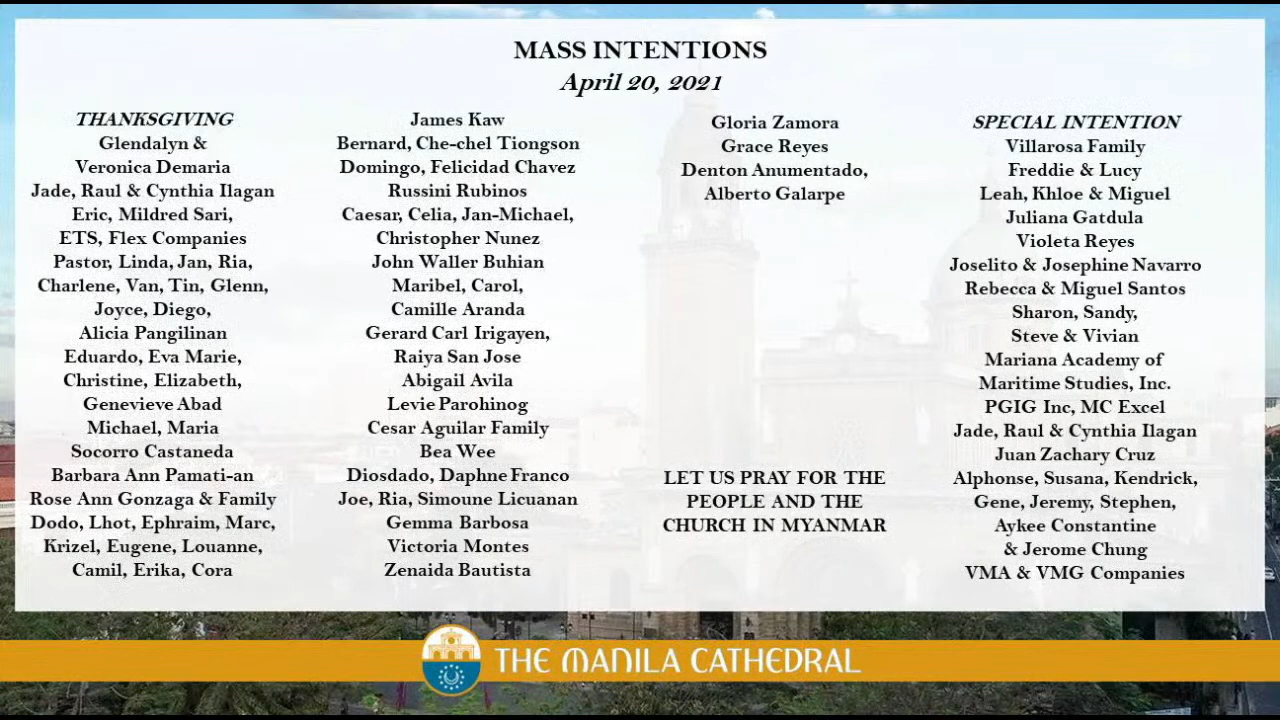 MASS INTENTIONS
April 20, 2021
THANKSGIVING
Glendalyn &
Veronica Demaria
Jade, Raul & Cynthia Ilagan
Eric, Mildred Sari,
ETS, Flex Companies
Pastor, Linda, Jan, Ria,
Charlene, Van, Tin, Glenn,
Joyce, Diego,
Alicia Pangilinan
Eduardo, Eva Marie,
Christine, Elizabeth,
Genevieve Abad
Michael, Maria
Socorro Castaneda
Barbara Ann Pamati-an
Rose Ann Gonzaga & Family
Dodo, Lhot, Ephraim, Marc,
Krizel, Eugene, Louanne,
Camil, Erika, Cora
James Kaw
Bernard, Che-chel Tiongson
Domingo, Felicidad Chavez
Russini Rubinos
Caesar, Celia, Jan-Michael,
Christopher Nunez
John Waller Buhian
Maribel, Carol,
Camille Aranda
Gerard Carl Irigayen,
Raiya San Jose
Abigail Avila
Levie Parohinog
Cesar Aguilar Family
Bea Wee
Diosdado, Daphne Franco
Joe, Ria, Simoune Licuanan
Gemma Barbosa
Victoria Montes
Zenaida Bautista
Gloria Zamora
Grace Reyes
Denton Anumentado,
Alberto Galarpe
LET US PRAY FOR THE
PEOPLE AND THE
CHURCH IN MYANMAR
SPECIAL INTENTION
Villarosa Family
Freddie & Lucy
Leah, Khloe & Miguel
Juliana Gatdula
Violeta Reyes
Joselito & Josephine Navarro
Rebecca & Miguel Santos
Sharon, Sandy,
Steve & Vivian
Mariana Academy of
Maritime Studies, Inc.
PGIG Inc, MC Excel
Jade, Raul & Cynthia Ilagan
Juan Zachary Cruz
Alphonse, Susana, Kendrick,
Gene, Jeremy, Stephen,
Aykee Constantine
& Jerome Chung
VMA & VMG Companies
THE MANILA CATHEDRAL